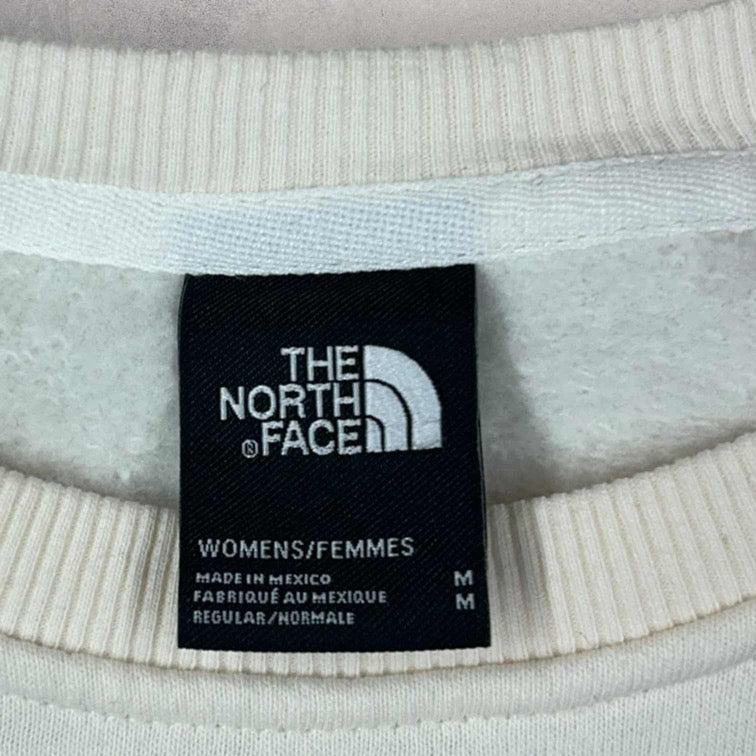 THE
NORTH
FACE
WOMENS/FEMMES
MADE IN MEXICO M
FABRIQUÉ AU MEXIQUE M
REGULAR/NORMALE